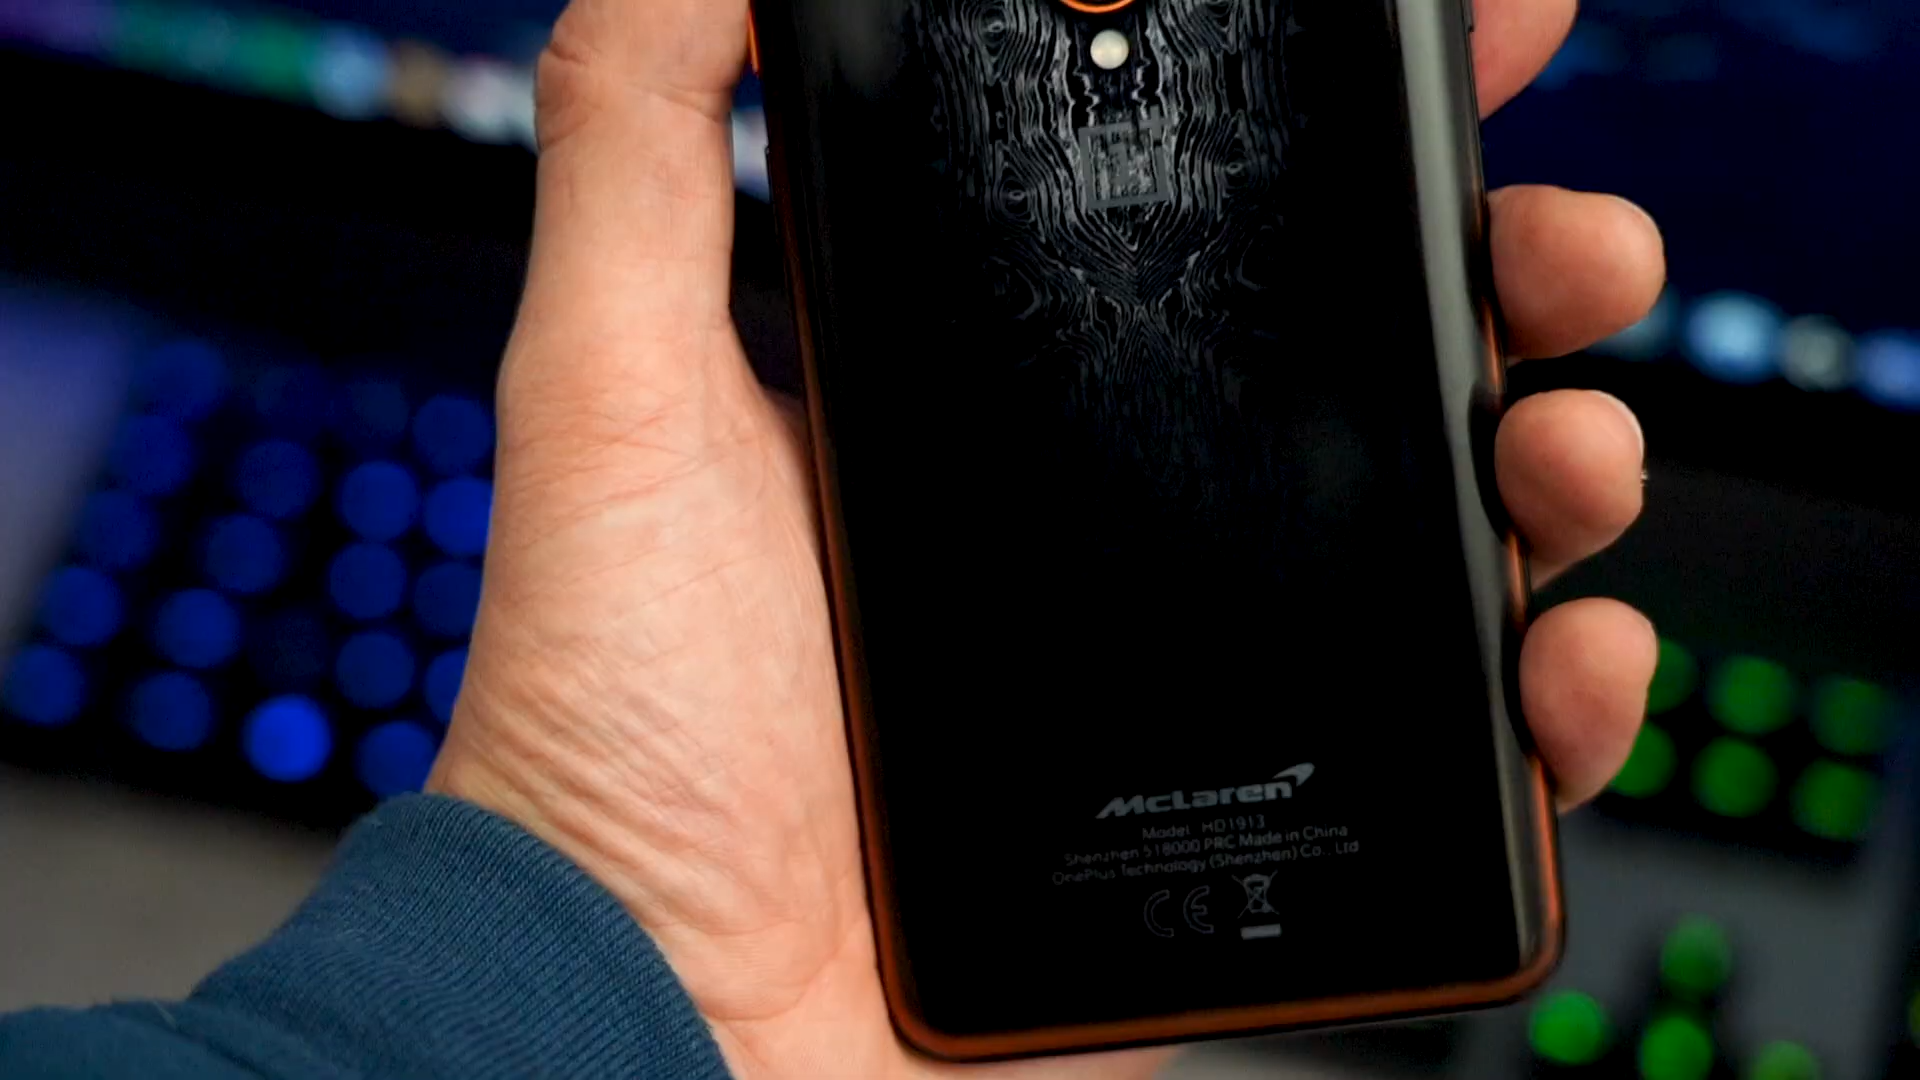 McLaren
Model HD1913
Shenzhen 518000 PRC Made in China
OnePlus Technology (Shenzhen) Co., Ltd
CE